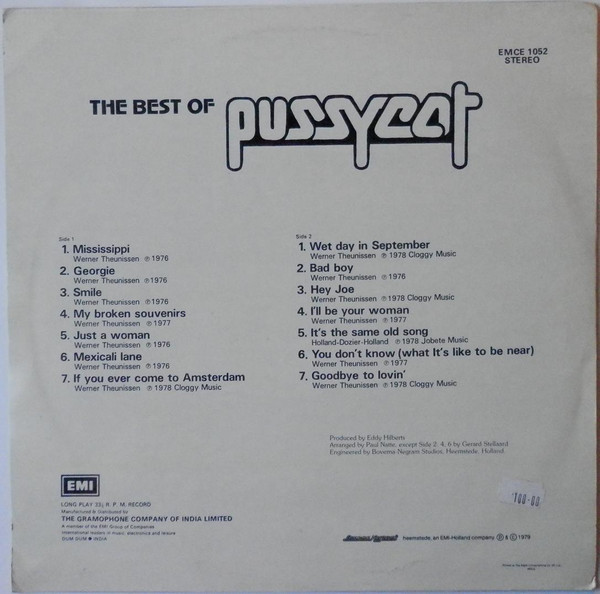 EMCE 1052
STEREO
THE BEST OF pussycat
Side 1
1. Mississippi
Werner Theunissen ℗ 1976
2. Georgie
Werner Theunissen ℗ 1976
3. Smile
Werner Theunissen ℗ 1976
4. My broken souvenirs
Werner Theunissen ℗ 1977
5. Just a woman
Werner Theunissen ℗ 1976
6. Mexicali lane
Werner Theunissen ℗ 1976
7. If you ever come to Amsterdam
Werner Theunissen ℗ 1978 Cloggy Music
Side 2
1. Wet day in September
Werner Theunissen ℗ 1978 Cloggy Music
2. Bad boy
Werner Theunissen ℗ 1976
3. Hey Joe
Werner Theunissen ℗ 1978 Cloggy Music
4. I'll be your woman
Werner Theunissen ℗ 1977
5. It's the same old song
Holland-Dozier-Holland ℗ 1978 Jobete Music
6. You don't know (what It's like to be near)
Werner Theunissen ℗ 1977
7. Goodbye to lovin'
Werner Theunissen ℗ 1978 Cloggy Music
Produced by Eddy Hilberts
Arranged by Paul Natte, except Side 2: 4, 6 by Gerard Stellaard
Engineered by Bovema Negram Studios, Heemstede, Holland
EMI
LONG PLAY 33⅓ R. P. M. RECORD
Manufactured & Distributed by
THE GRAMOPHONE COMPANY OF INDIA LIMITED
A member of the EMI Group of Companies
International leaders in music, electronics and leisure
DUM DUM INDIA
100-00
heemstede, an EMI-Holland company ℗ & © 1979